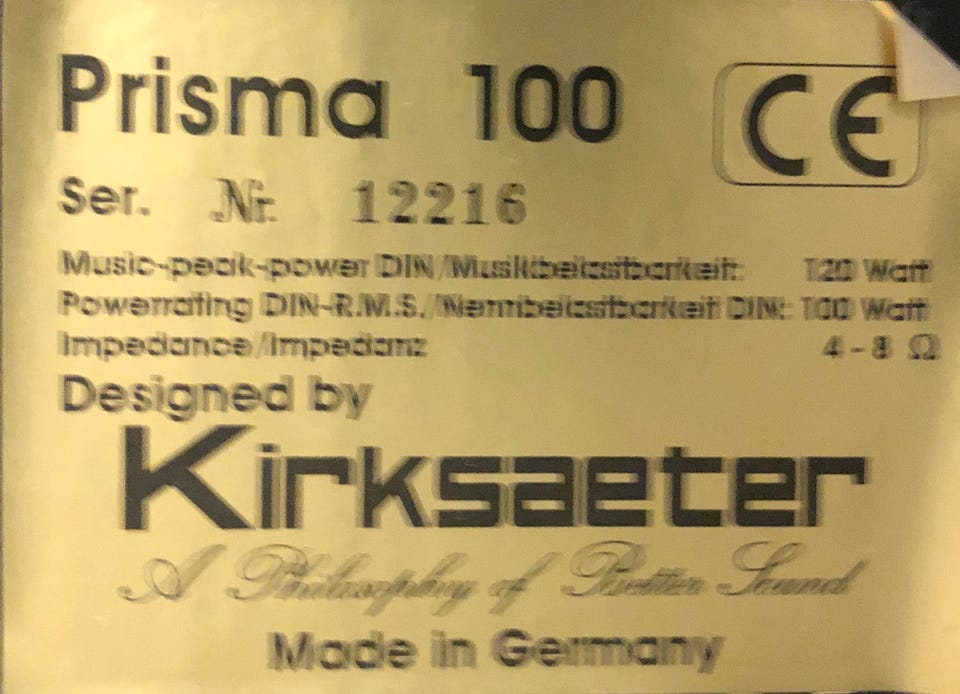 Prisma 100 CE
Ser. Nr. 12216
Music-peak-power DIN/Musikbelastbarkeit: 120 Watt
Powerrating DIN-R.M.S./Nennbelastbarkeit DIN: 100 Watt
Impedance/Impedanz 4-8 Ω
Designed by
Kirksaeter
A Philosophy of Better Sound
Made in Germany